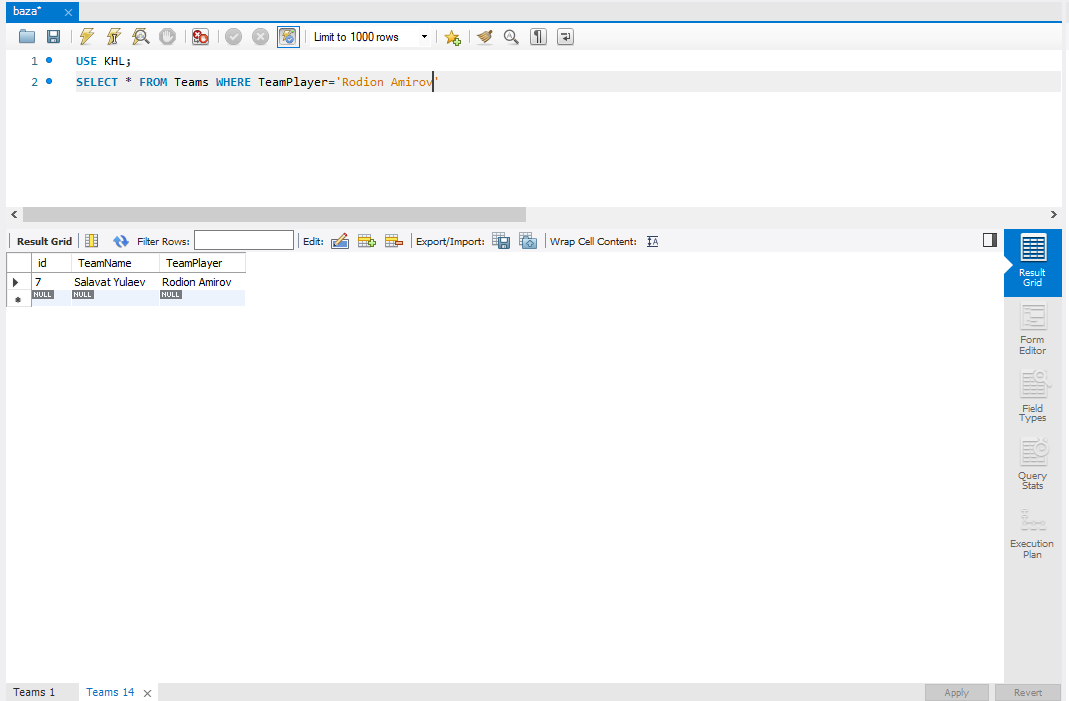 baza*
Limit to 1000 rows
1 USE KHL;
2 SELECT * FROM Teams WHERE TeamPlayer='Rodion Amirov'
Result Grid Filter Rows: Edit: Export/Import: Wrap Cell Content:
id TeamName TeamPlayer
7 Salavat Yulaev Rodion Amirov
NULL NULL NULL
Result
Grid
Form
Editor
Field
Types
Query
Stats
Execution
Plan
Teams 1 Teams 14
Apply Revert